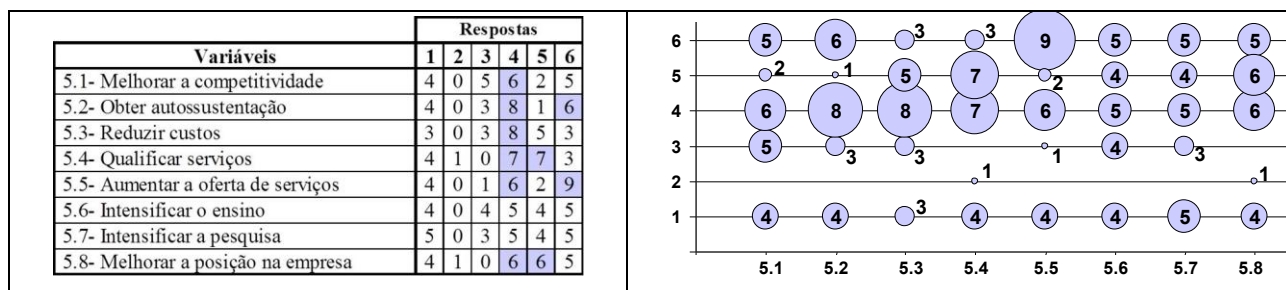 Respostas
Variáveis 1 2 3 4 5 6
5.1- Melhorar a competitividade 4 0 5 6 2 5
5.2- Obter autossustentação 4 0 3 8 1 6
5.3- Reduzir custos 3 0 3 8 5 3
5.4- Qualificar serviços 4 1 0 7 7 3
5.5- Aumentar a oferta de serviços 4 0 1 6 2 9
5.6- Intensificar o ensino 4 0 4 5 4 5
5.7- Intensificar a pesquisa 5 0 3 5 4 5
5.8- Melhorar a posição na empresa 4 1 0 6 6 5
6 5 6 3 3 9 5 5 5
5 2 1 5 7 2 4 4 6
4 6 8 8 7 6 5 5 6
3 5 3 3 1 4 3
2 1 1
1 4 4 3 4 4 4 5 4
5.1 5.2 5.3 5.4 5.5 5.6 5.7 5.8